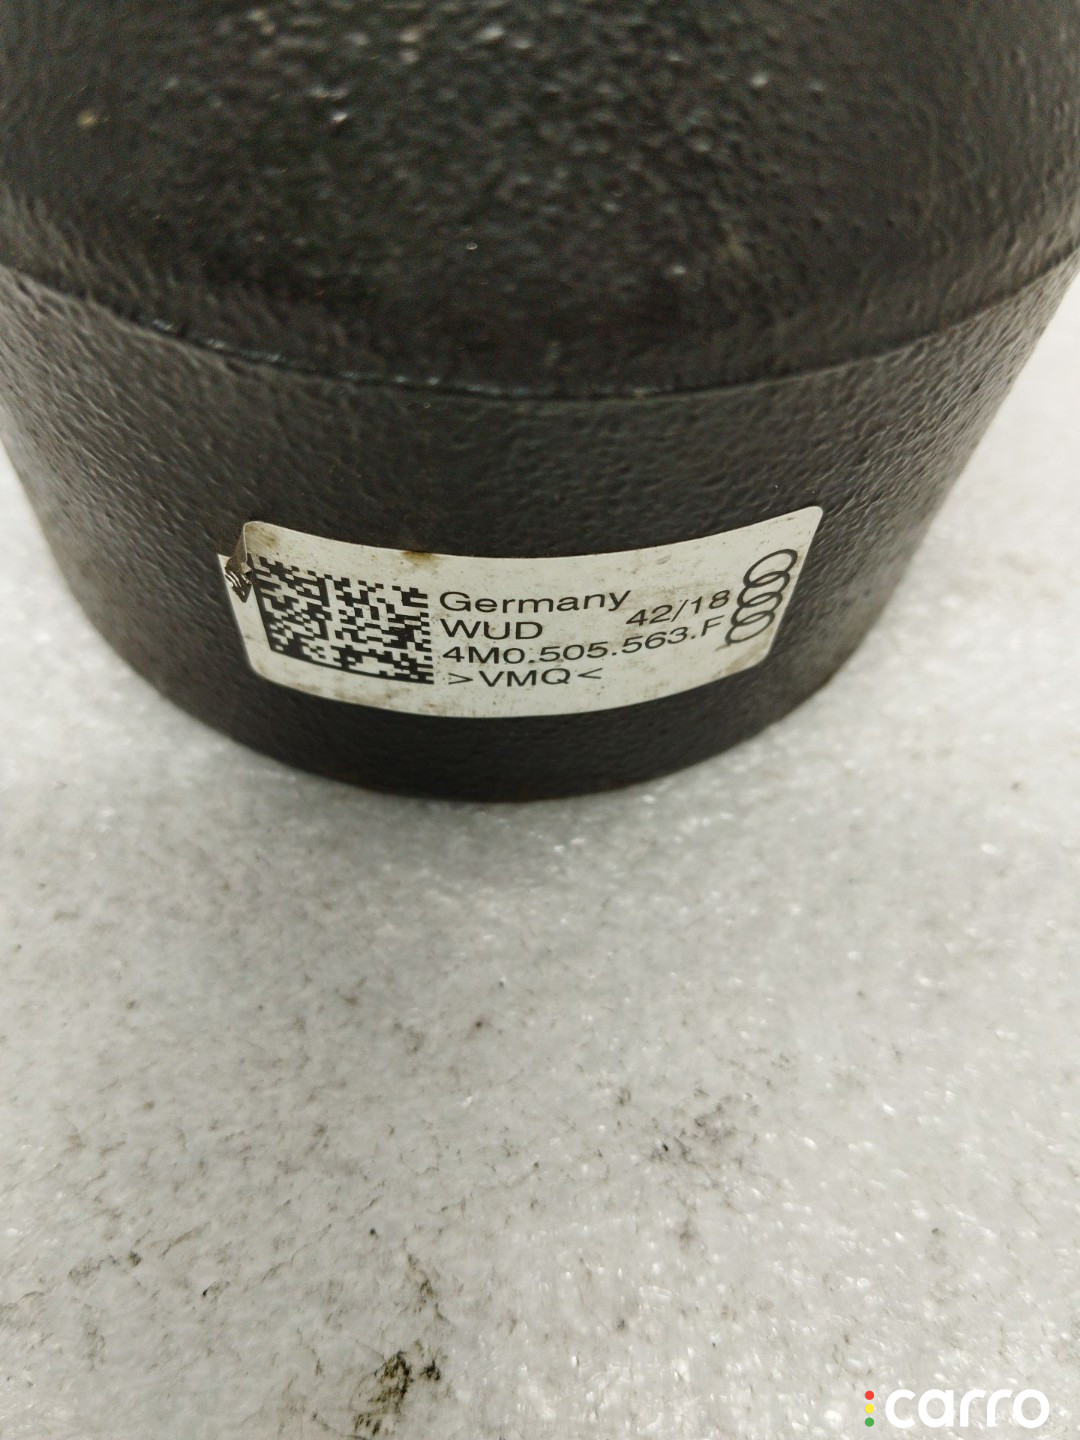 Germany
WUD 42/18
4M0.505.563.F
>VMQ<
carro